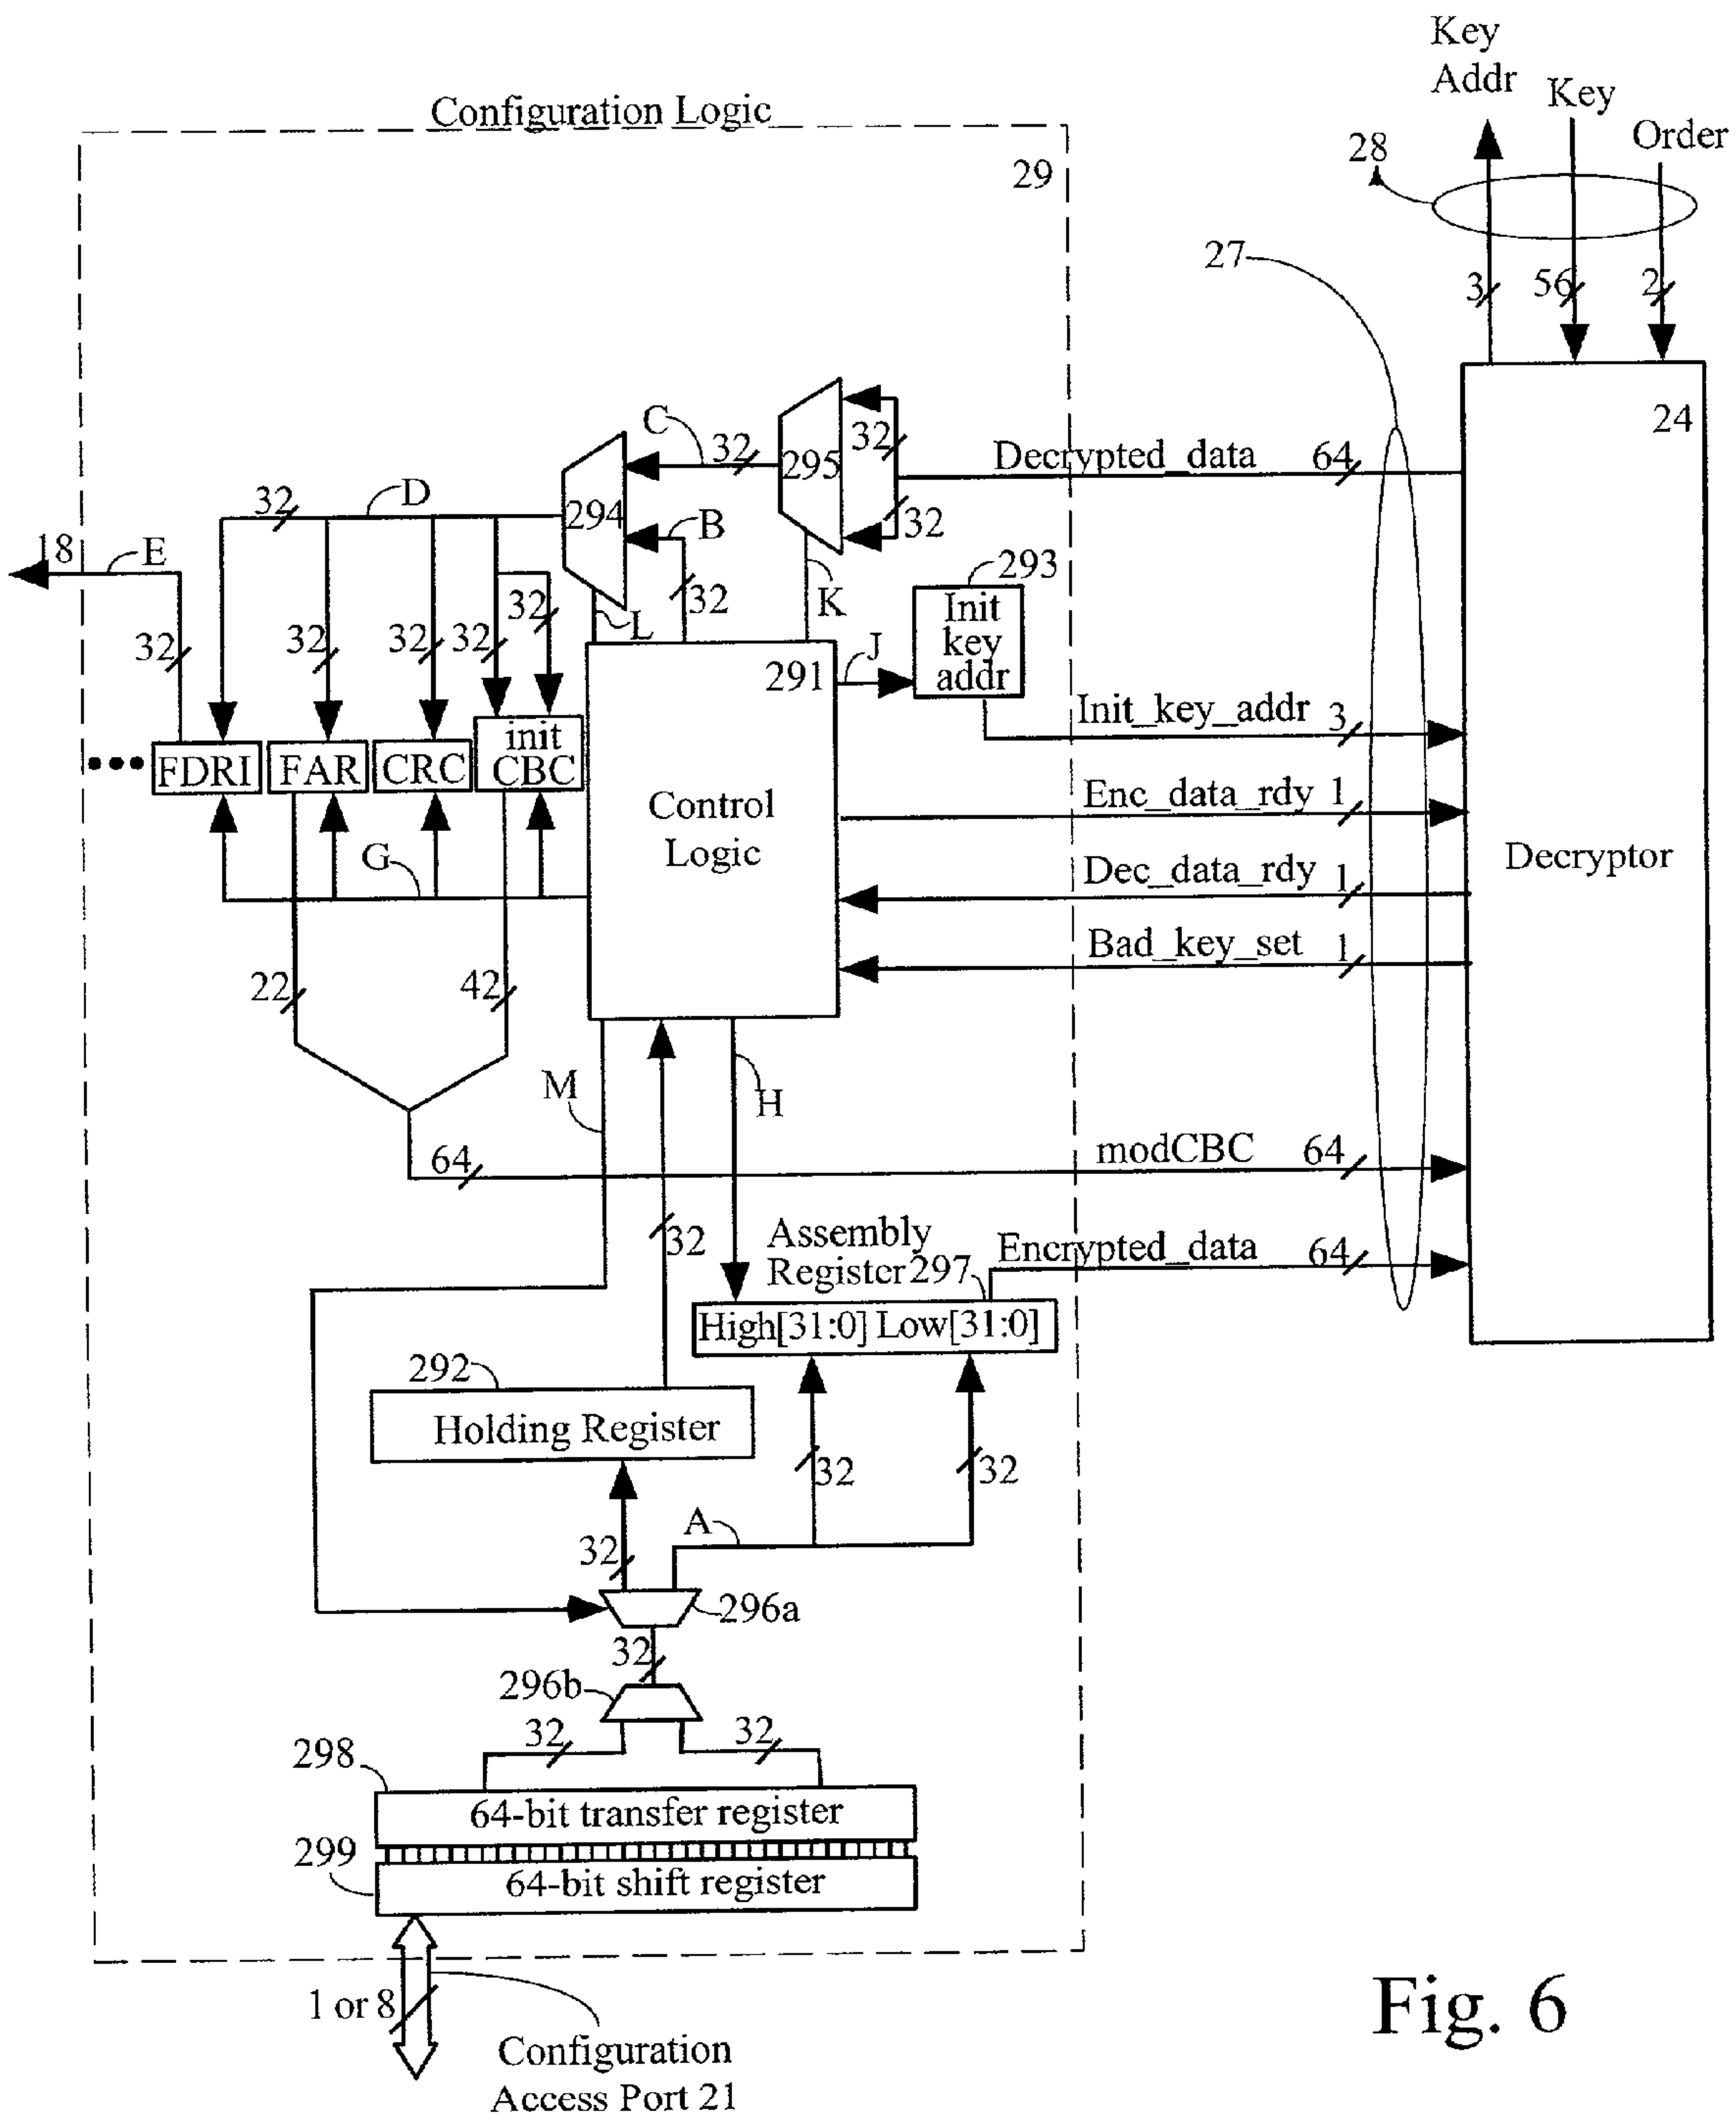 Key
Addr
Key
Order
Configuration Logic
29
28
27
3
56
2
24
C
32
295
32
Decrypted_data
64
32
D
294
B
32
18
E
293
Init
key
addr
32
32
32
32
32
32
L
K
J
291
Init_key_addr
3
init
CBC
FDRI
FAR
CRC
Control
Logic
Enc_data_rdy
1
Decryptor
G
Dec_data_rdy
1
Bad_key_set
1
22
42
M
H
modCBC
64
64
32
Assembly
Register
297
Encrypted_data
64
High[31:0] Low[31:0]
292
Holding Register
32
32
A
32
296a
32
296b
32
32
298
64-bit transfer register
299
64-bit shift register
1 or 8
Configuration
Access Port 21
Fig. 6